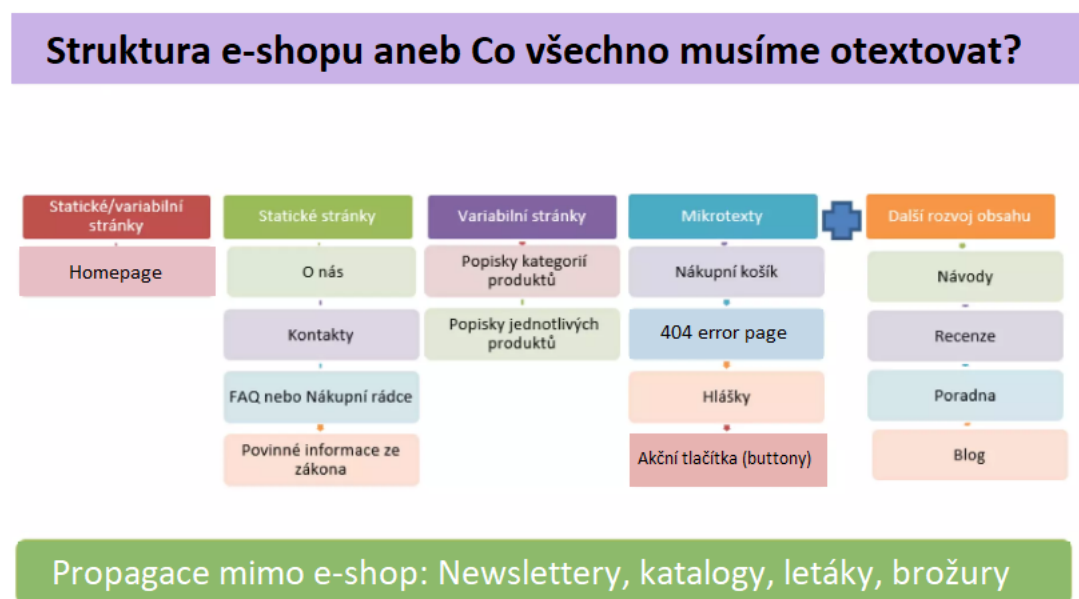 Struktura e-shopu aneb Co všechno musíme otextovat?
Statické/variabilní
stránky
Homepage
Statické stránky
O nás
Kontakty
FAQ nebo Nákupní rádce
Povinné informace ze
zákona
Variabilní stránky
Popisky kategorií
produktů
Popisky jednotlivých
produktů
Mikrotexty
Nákupní košík
404 error page
Hlášky
Akční tlačítka (buttony)
Další rozvoj obsahu
Návody
Recenze
Poradna
Blog
Propagace mimo e-shop: Newslettery, katalogy, letáky, brožury